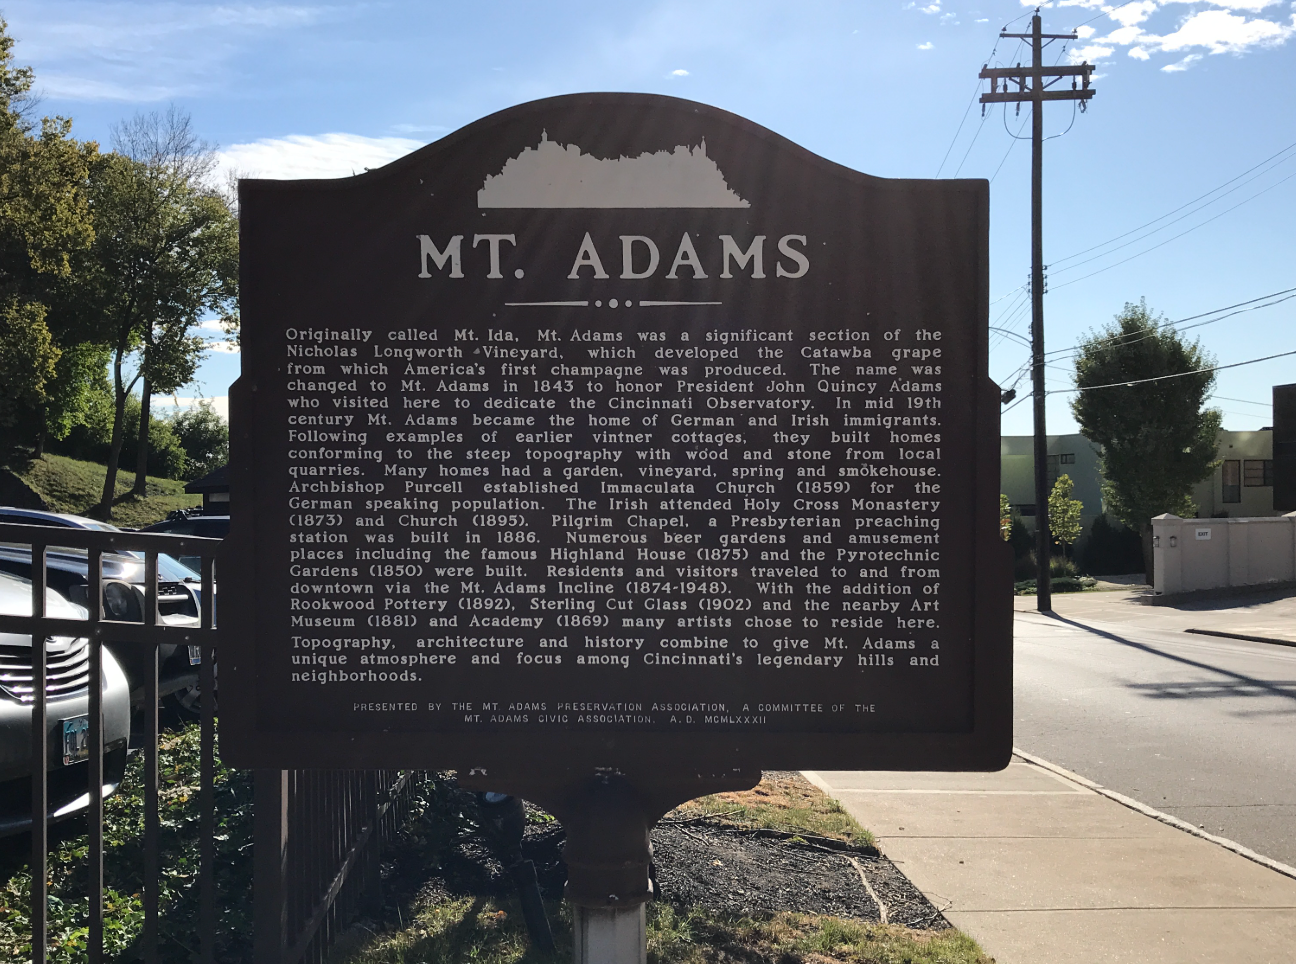 MT. ADAMS
Originally called Mt. Ida, Mt. Adams was a significant section of the
Nicholas Longworth Vineyard, which developed the Catawba grape
from which America's first champagne was produced. The name was
changed to Mt. Adams in 1843 to honor President John Quincy Adams
who visited here to dedicate the Cincinnati Observatory. In mid 19th
century Mt. Adams became the home of German and Irish immigrants.
Following examples of earlier vintner cottages, they built homes
conforming to the steep topography with wood and stone from local
quarries. Many homes had a garden, vineyard, spring and smokehouse.
Archbishop Purcell established Immaculata Church (1859) for the
German speaking population. The Irish attended Holy Cross Monastery
(1873) and Church (1895). Pilgrim Chapel, a Presbyterian preaching
station was built in 1886. Numerous beer gardens and amusement
places including the famous Highland House (1875) and the Pyrotechnic
Gardens (1850) were built. Residents and visitors traveled to and from
downtown via the Mt. Adams Incline (1874-1948). With the addition of
Rookwood Pottery (1892), Sterling Cut Glass (1902) and the nearby Art
Museum (1881) and Academy (1869) many artists chose to reside here.
Topography, architecture and history combine to give Mt. Adams a
unique atmosphere and focus among Cincinnati's legendary hills and
neighborhoods.
PRESENTED BY THE MT. ADAMS PRESERVATION ASSOCIATION, A COMMITTEE OF THE
MT. ADAMS CIVIC ASSOCIATION, A. D. MCMLXXXII
EXIT